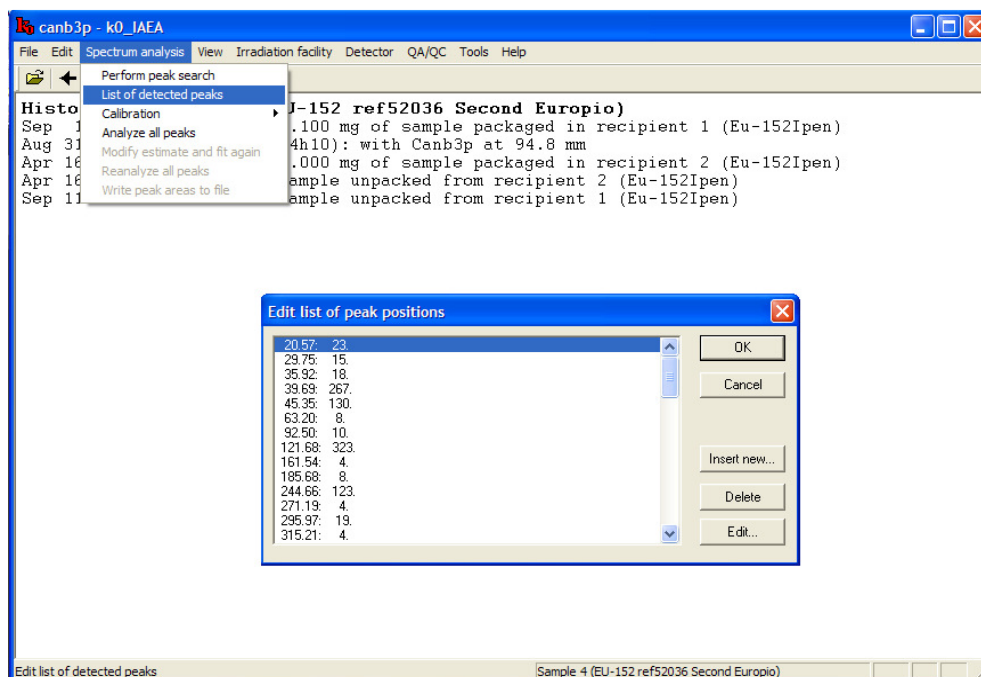 canb3p - k0_IAEA
File Edit Spectrum analysis View Irradiation facility Detector QA/QC Tools Help
Perform peak search
List of detected peaks
Calibration
Analyze all peaks
Modify estimate and fit again
Reanalyze all peaks
Write peak areas to file
Histo U-152 ref52036 Second Europio)
Sep 1 .100 mg of sample packaged in recipient 1 (Eu-152Ipen)
Aug 31 4h10): with Canb3p at 94.8 mm
Apr 16 .000 mg of sample packaged in recipient 2 (Eu-152Ipen)
Apr 16 ample unpacked from recipient 2 (Eu-152Ipen)
Sep 11 ample unpacked from recipient 1 (Eu-152Ipen)
Edit list of peak positions
20.57: 23.
29.75: 15.
35.92: 18.
39.69: 267.
45.35: 130.
63.20: 8.
92.50: 10.
121.68: 323.
161.54: 4.
185.68: 8.
244.66: 123.
271.19: 4.
295.97: 19.
315.21: 4.
OK
Cancel
Insert new...
Delete
Edit...
Edit list of detected peaks
Sample 4 (EU-152 ref52036 Second Europio)